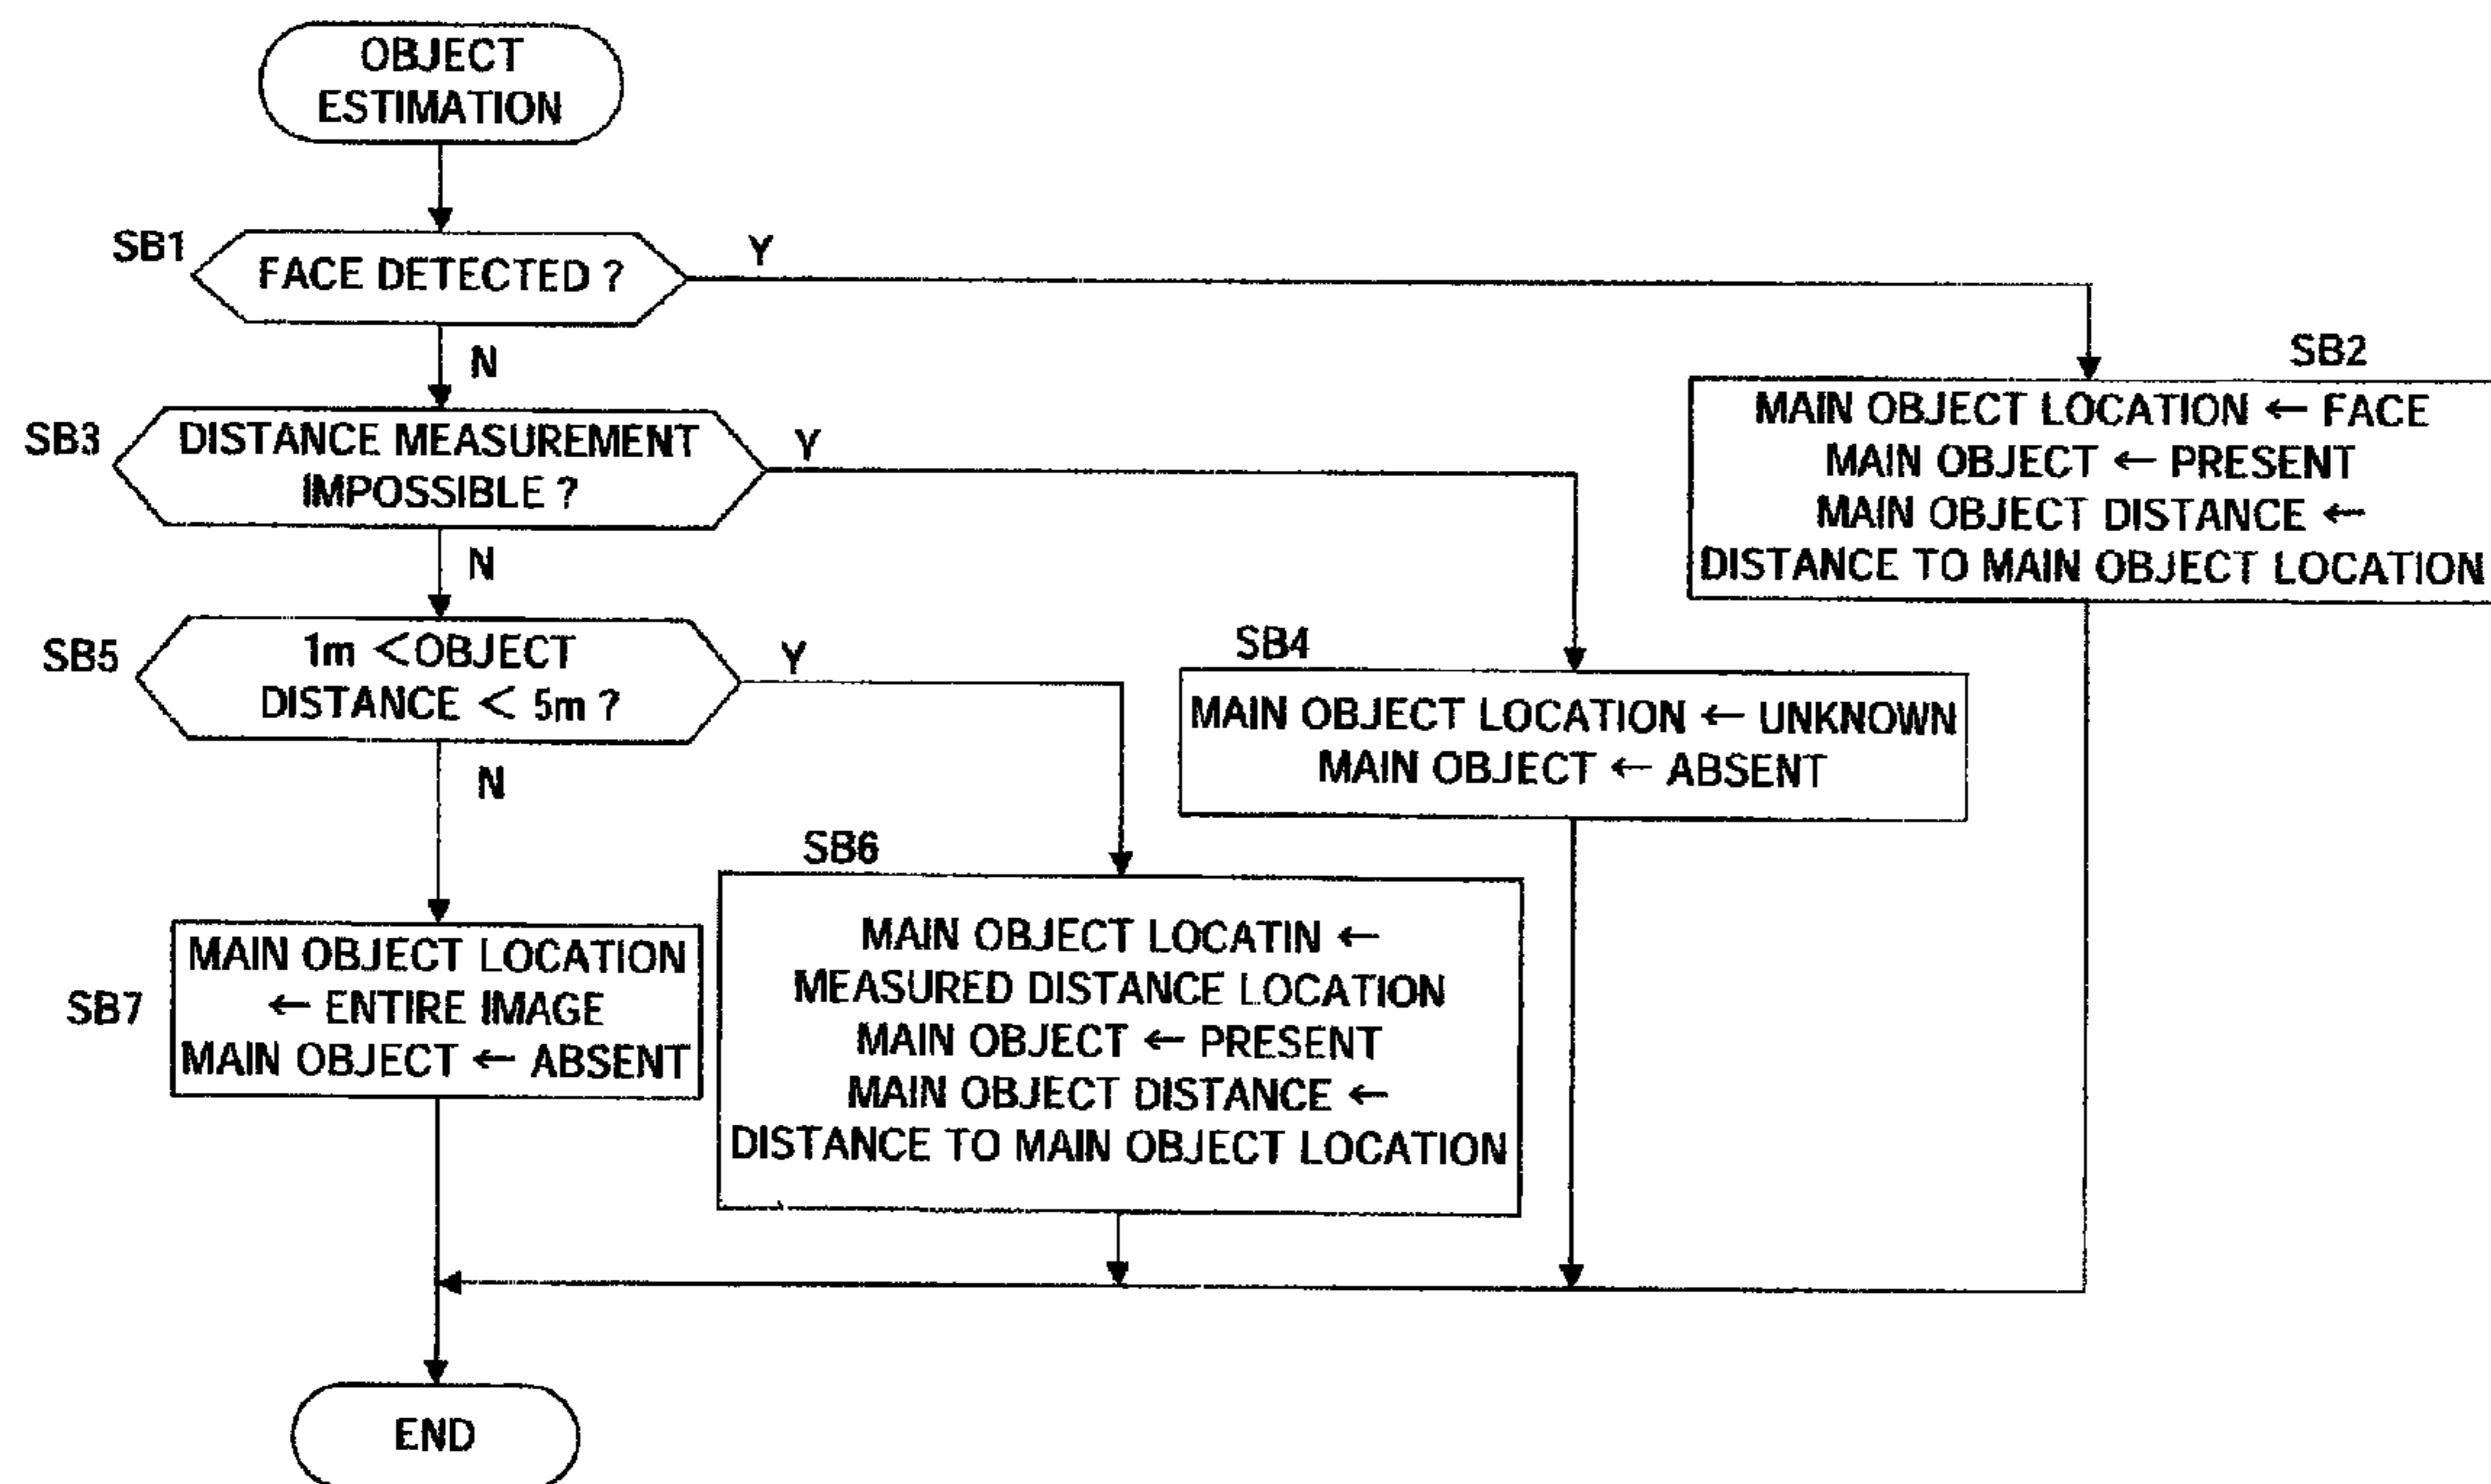 OBJECT
ESTIMATION
SB1
FACE DETECTED ?
Y
N
SB2
MAIN OBJECT LOCATION ← FACE
MAIN OBJECT ← PRESENT
MAIN OBJECT DISTANCE ←
DISTANCE TO MAIN OBJECT LOCATION
SB3
DISTANCE MEASUREMENT
IMPOSSIBLE ?
Y
N
SB4
MAIN OBJECT LOCATION ← UNKNOWN
MAIN OBJECT ← ABSENT
SB5
1m < OBJECT
DISTANCE < 5m ?
Y
N
SB6
MAIN OBJECT LOCATIN ←
MEASURED DISTANCE LOCATION
MAIN OBJECT ← PRESENT
MAIN OBJECT DISTANCE ←
DISTANCE TO MAIN OBJECT LOCATION
SB7
MAIN OBJECT LOCATION
← ENTIRE IMAGE
MAIN OBJECT ← ABSENT
END